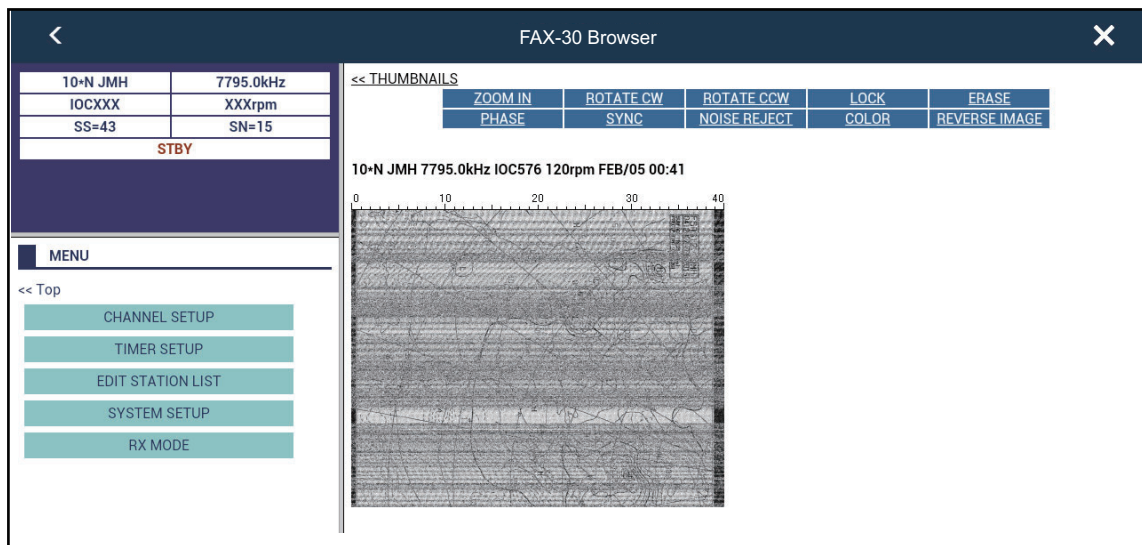 FAX-30 Browser
10*N JMH 7795.0kHz
IOCXXX XXXrpm
SS=43 SN=15
STBY
MENU
<< Top
CHANNEL SETUP
TIMER SETUP
EDIT STATION LIST
SYSTEM SETUP
RX MODE
<< THUMBNAILS
ZOOM IN ROTATE CW ROTATE CCW LOCK ERASE
PHASE SYNC NOISE REJECT COLOR REVERSE IMAGE
10*N JMH 7795.0kHz IOC576 120rpm FEB/05 00:41
0 10 20 30 40